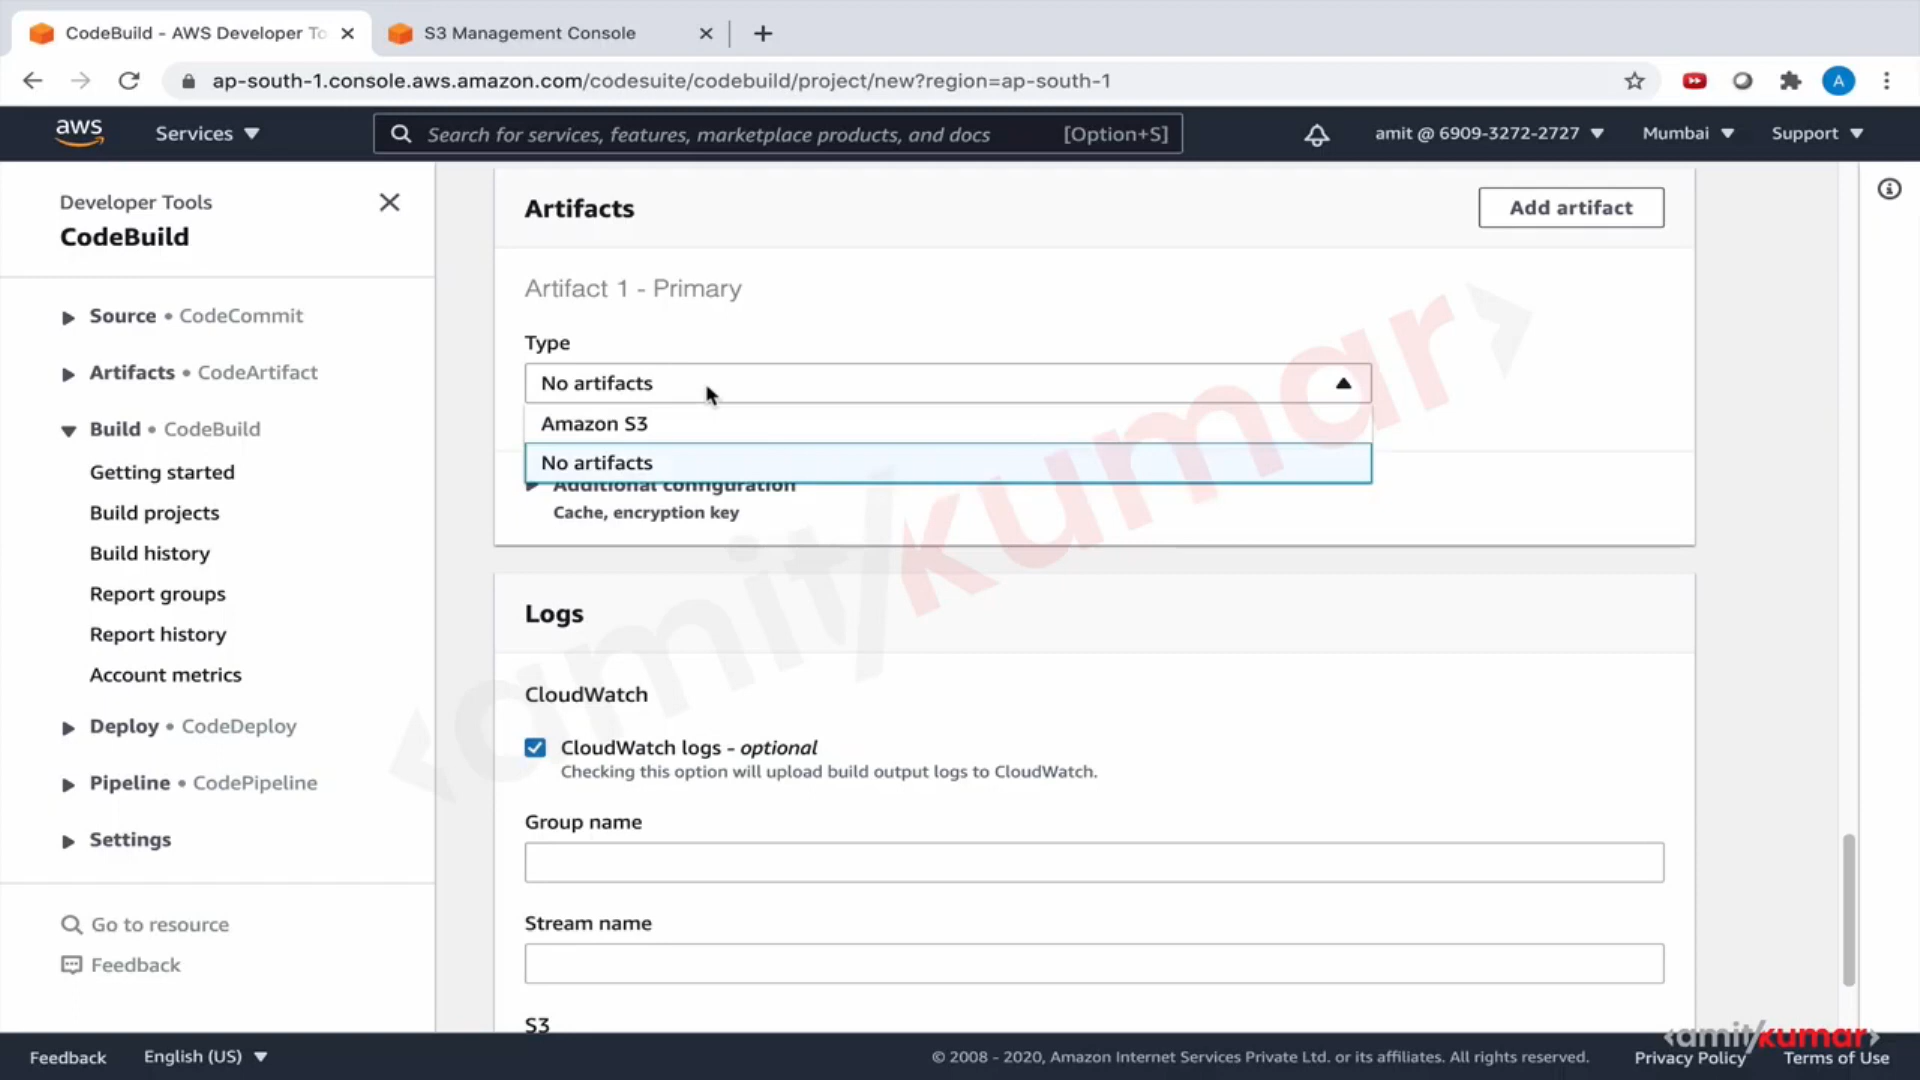 CodeBuild - AWS Developer To
S3 Management Console
ap-south-1.console.aws.amazon.com/codesuite/codebuild/project/new?region=ap-south-1
A
aws
Services
Search for services, features, marketplace products, and docs
[Option+S]
amit @ 6909-3272-2727
Mumbai
Support
Developer Tools
CodeBuild
Source • CodeCommit
Artifacts • CodeArtifact
Build • CodeBuild
Getting started
Build projects
Build history
Report groups
Report history
Account metrics
Deploy • CodeDeploy
Pipeline • CodePipeline
Settings
Go to resource
Feedback
Artifacts
Add artifact
Artifact 1 - Primary
Type
No artifacts
Amazon S3
No artifacts
Additional configuration
Cache, encryption key
Logs
CloudWatch
CloudWatch logs - optional
Checking this option will upload build output logs to CloudWatch.
Group name
Stream name
S3
<amit/kumar>
Feedback
English (US)
© 2008 - 2020, Amazon Internet Services Private Ltd. or its affiliates. All rights reserved.
Privacy Policy
Terms of Use
<amit/kumar>